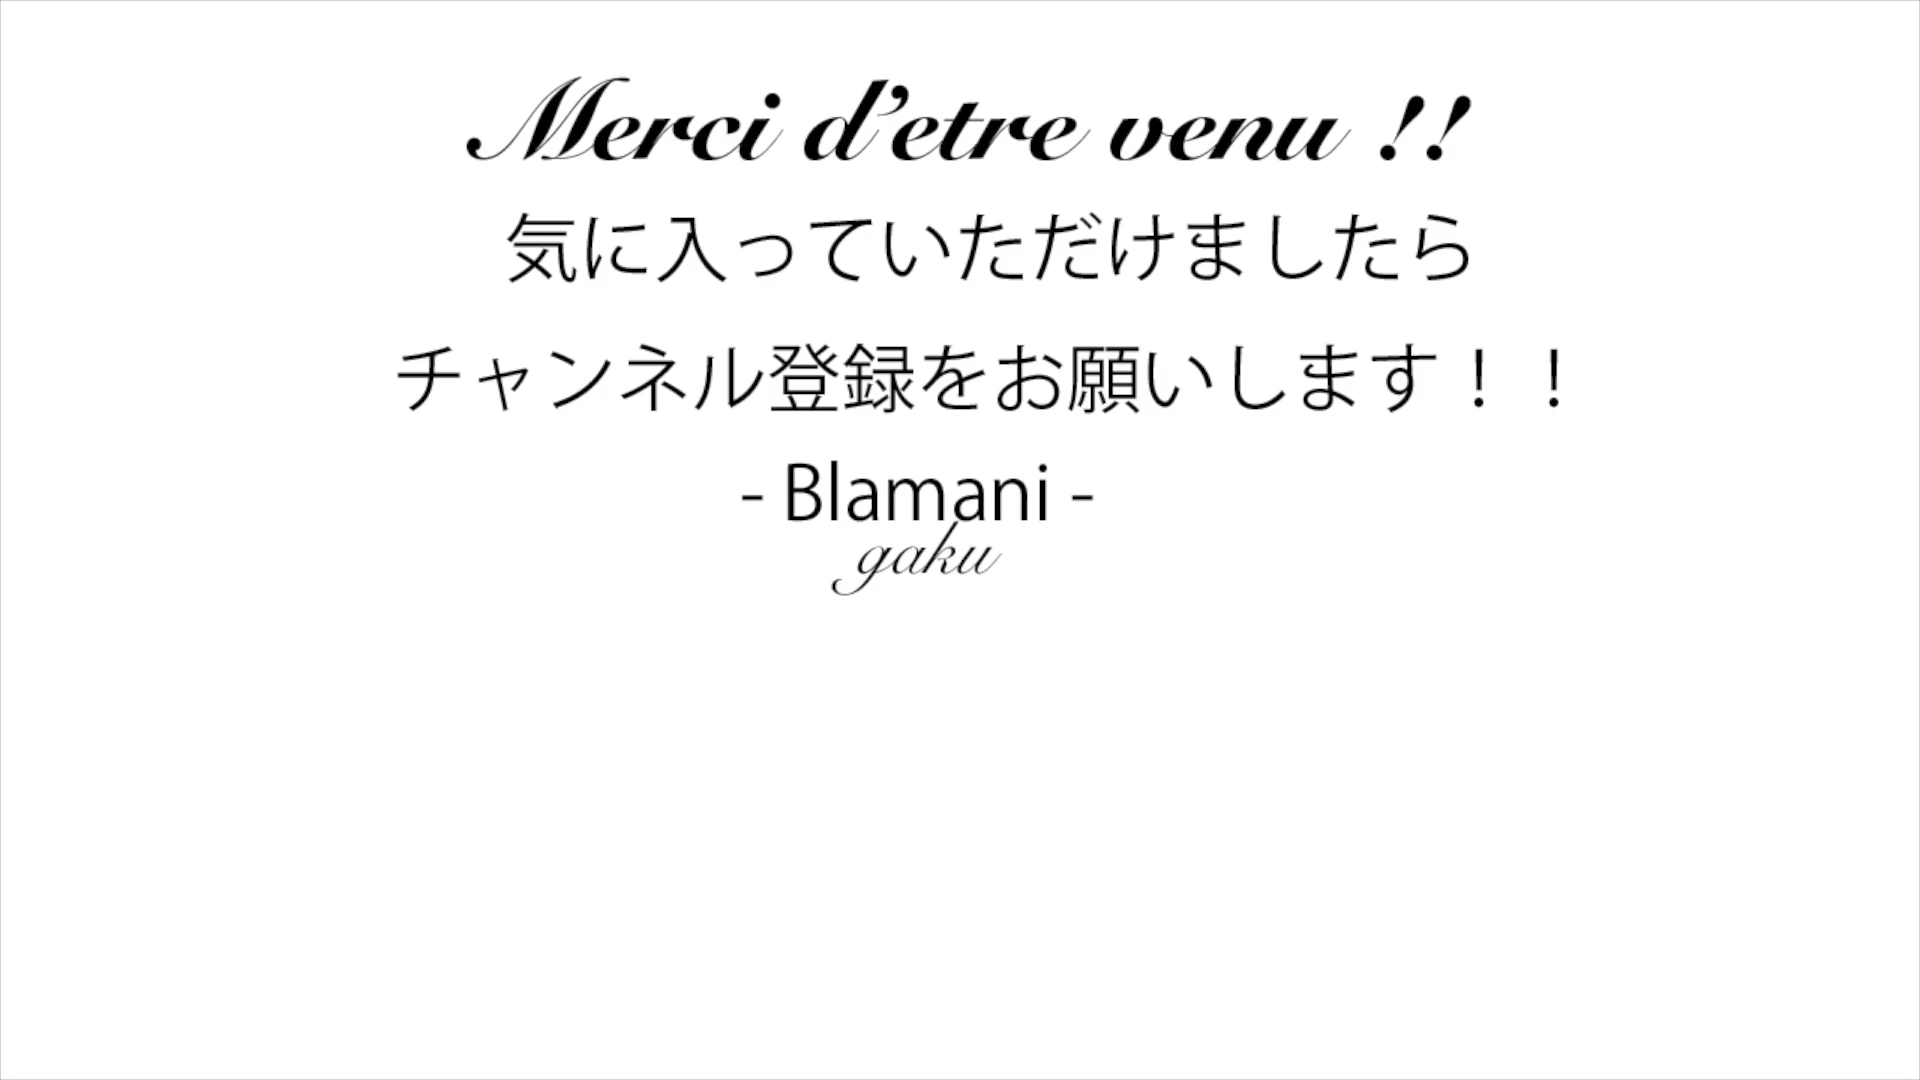 Merci d’etre venu !!
気に入っていただけましたら
チャンネル登録をお願いします！！
- Blamani -
gaku